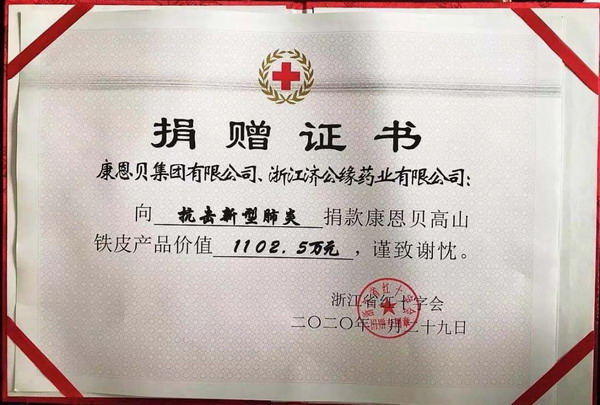 捐赠证书
康恩贝集团有限公司、浙江济公缘药业有限公司：
向 抗击新型肺炎 捐款康恩贝高山
铁皮产品价值 1102.5万元 ，谨致谢忱。
浙江省红十字会
二〇二〇年一月二十九日